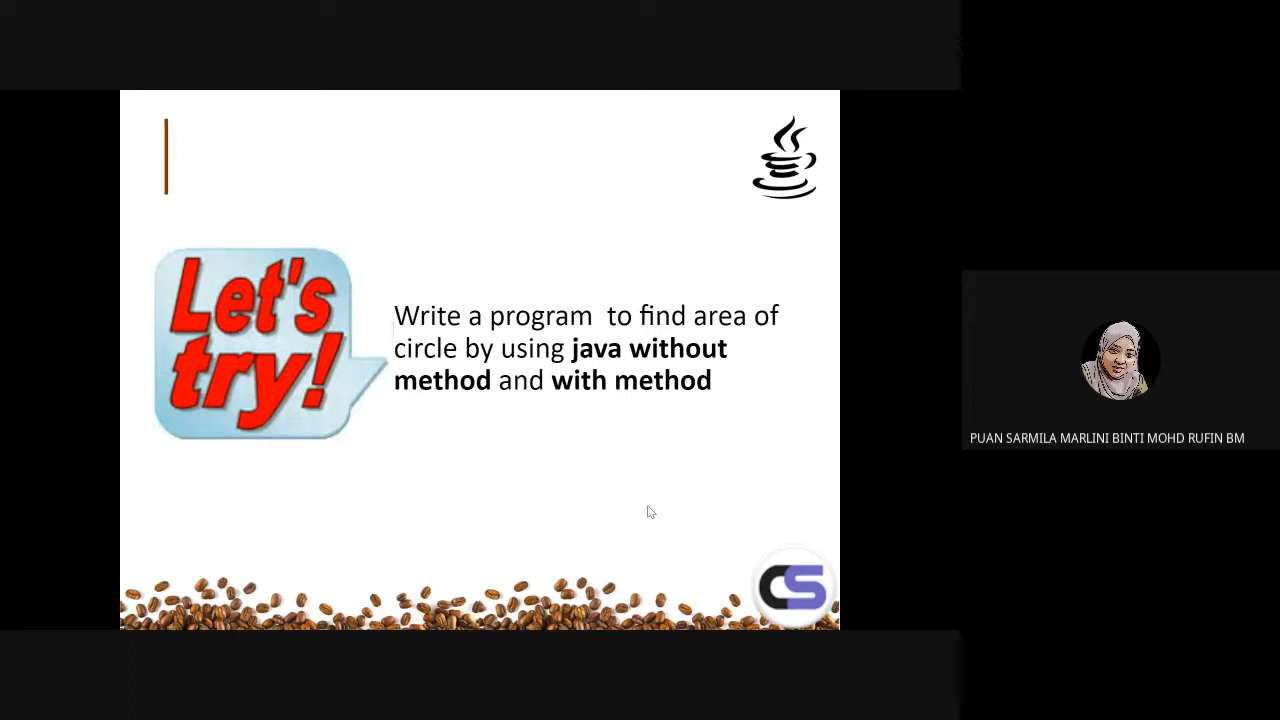 Let's
try!
Write a program  to find area of
circle by using java without
method and with method
CS
PUAN SARMILA MARLINI BINTI MOHD RUFIN BM